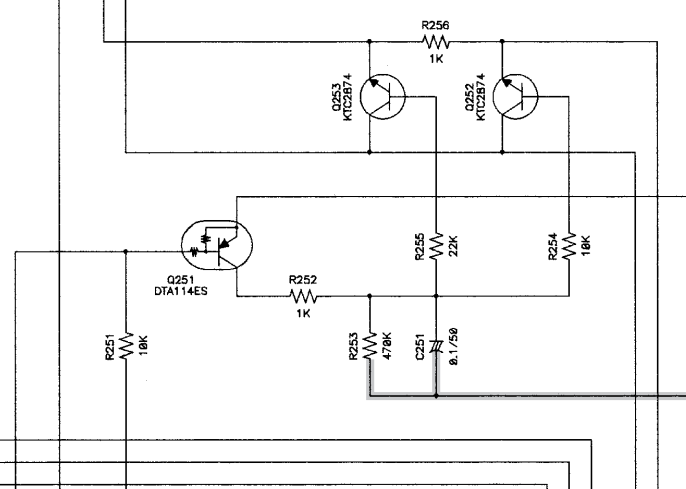 R256
1K
Q253
KTC2874
Q252
KTC2874
Q251
DTA114ES
R255
22K
R254
10K
R252
1K
R251
10K
R253
470K
C251
0.1/50